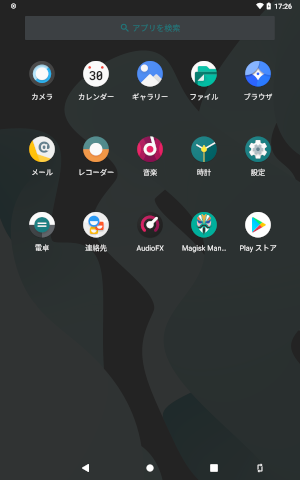 17:26
アプリを検索
30
カメラ
カレンダー
ギャラリー
ファイル
ブラウザ
@
メール
レコーダー
音楽
時計
設定
電卓
連絡先
AudioFX
Magisk Man...
Play ストア